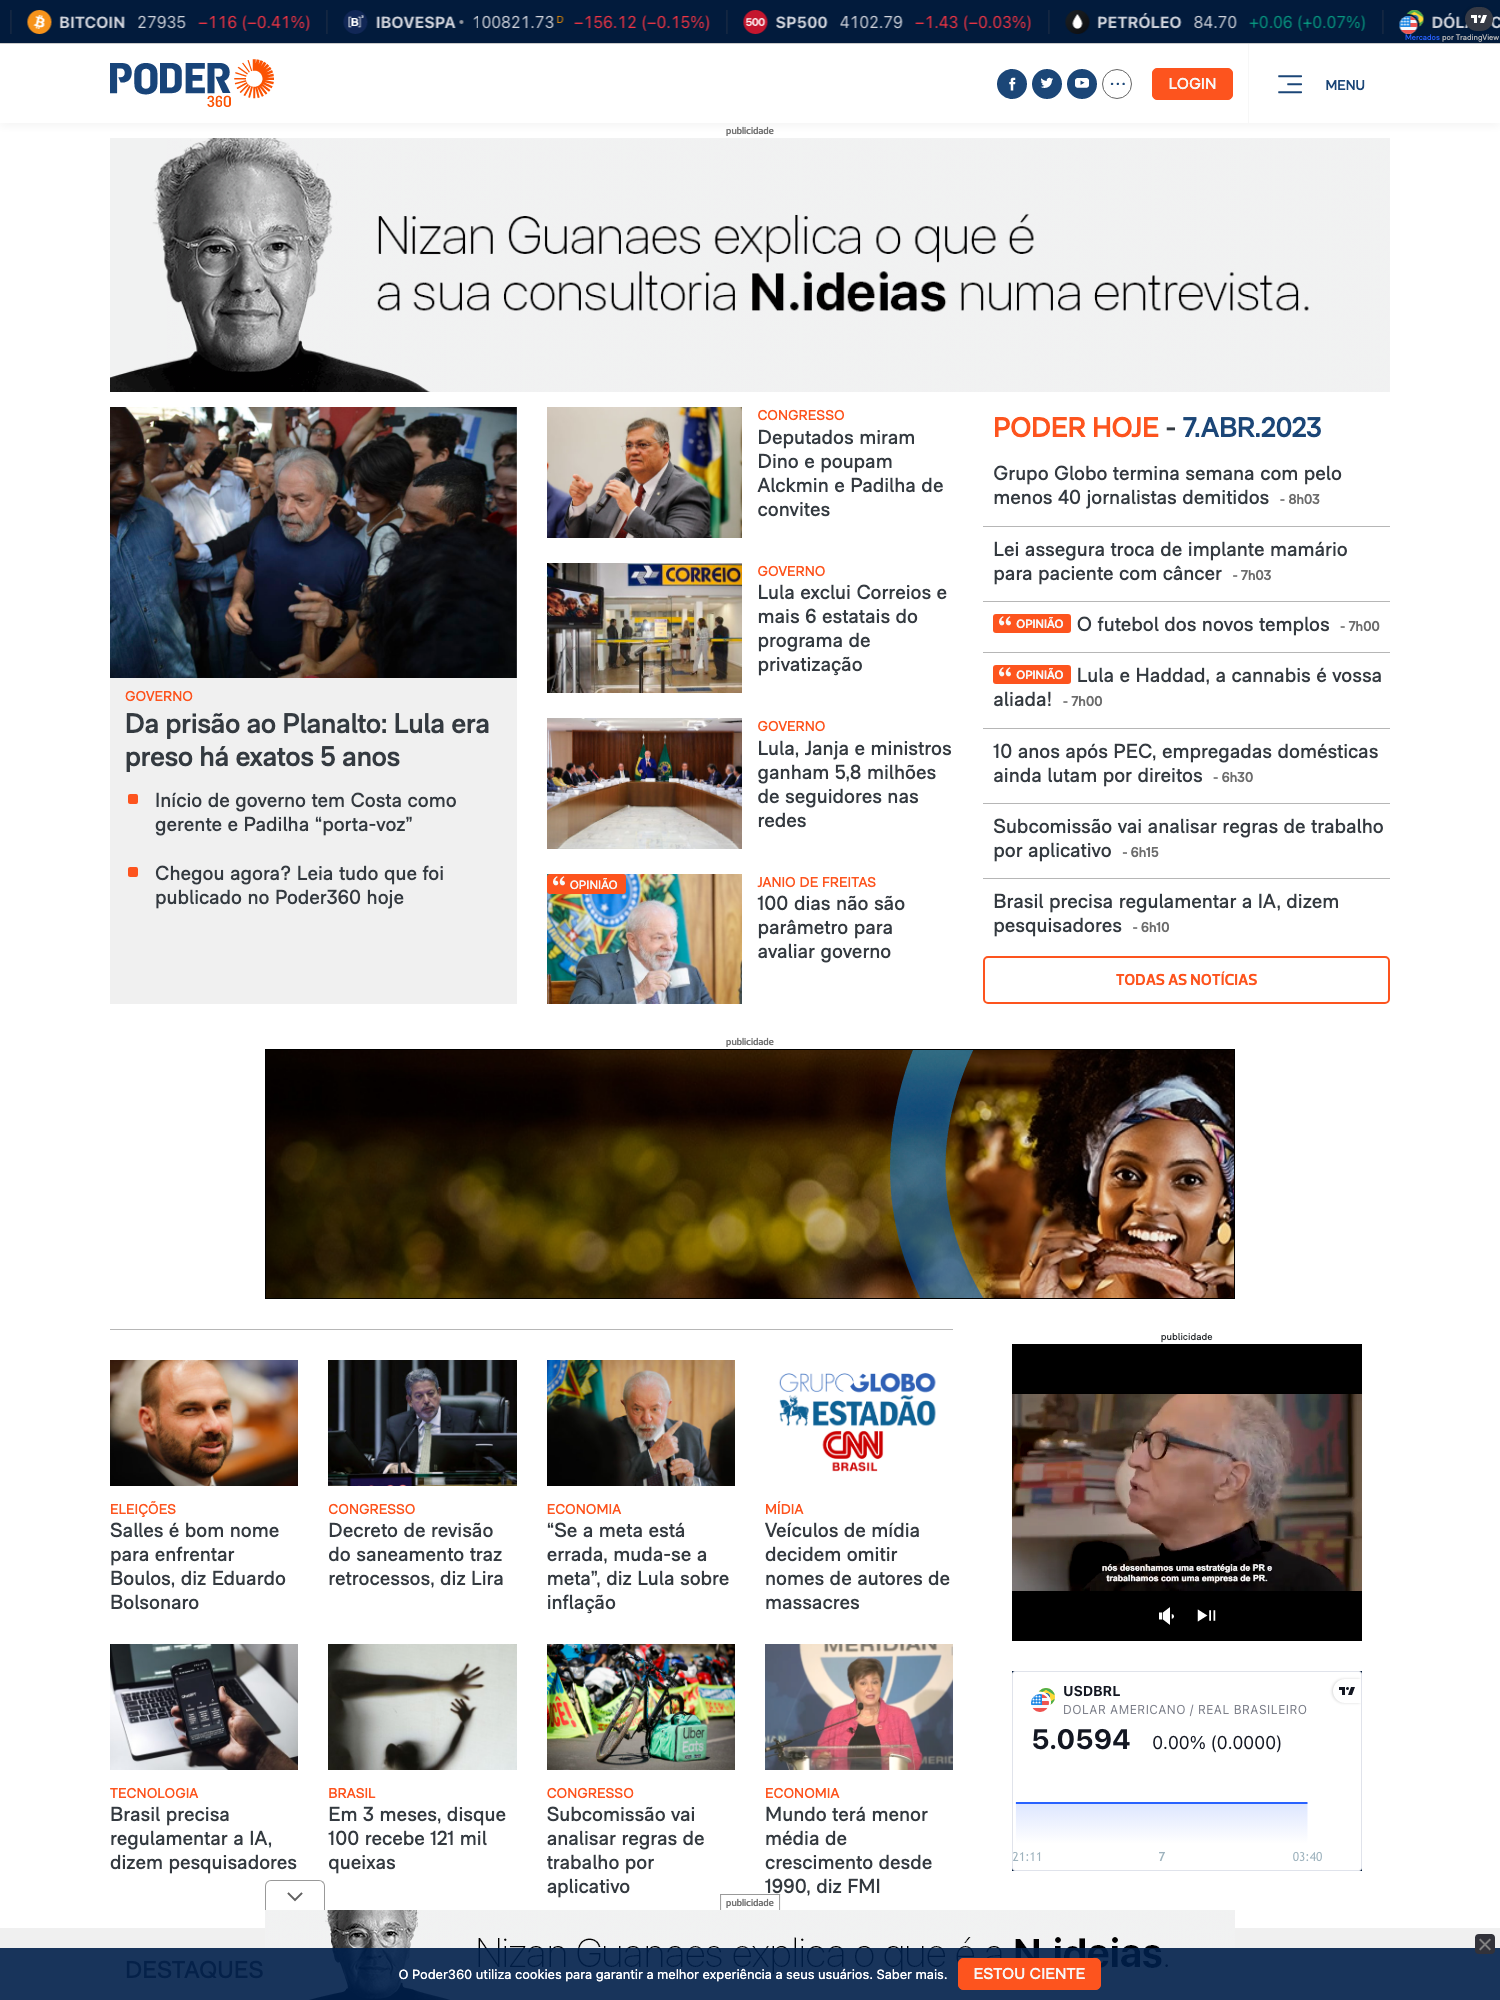 BITCOIN 27935 −116 (−0.41%) IBOVESPA 100821.73 D −156.12 (−0.15%) SP500 4102.79 −1.43 (−0.03%) PETRÓLEO 84.70 +0.06 (+0.07%)
Mercados por TradingView
PODER
360
LOGIN
MENU
publicidade
Nizan Guanaes explica o que é
a sua consultoria N.ideias numa entrevista.
GOVERNO
Da prisão ao Planalto: Lula era
preso há exatos 5 anos
Início de governo tem Costa como
gerente e Padilha “porta-voz”
Chegou agora? Leia tudo que foi
publicado no Poder360 hoje
CONGRESSO
Deputados miram
Dino e poupam
Alckmin e Padilha de
convites
CORREIO
GOVERNO
Lula exclui Correios e
mais 6 estatais do
programa de
privatização
GOVERNO
Lula, Janja e ministros
ganham 5,8 milhões
de seguidores nas
redes
OPINIÃO
JANIO DE FREITAS
100 dias não são
parâmetro para
avaliar governo
PODER HOJE - 7.ABR.2023
Grupo Globo termina semana com pelo
menos 40 jornalistas demitidos - 8h03
Lei assegura troca de implante mamário
para paciente com câncer - 7h03
OPINIÃO O futebol dos novos templos - 7h00
OPINIÃO Lula e Haddad, a cannabis é vossa
aliada! - 7h00
10 anos após PEC, empregadas domésticas
ainda lutam por direitos - 6h30
Subcomissão vai analisar regras de trabalho
por aplicativo - 6h15
Brasil precisa regulamentar a IA, dizem
pesquisadores - 6h10
TODAS AS NOTÍCIAS
publicidade
ELEIÇÕES
Salles é bom nome
para enfrentar
Boulos, diz Eduardo
Bolsonaro
CONGRESSO
Decreto de revisão
do saneamento traz
retrocessos, diz Lira
ECONOMIA
“Se a meta está
errada, muda-se a
meta”, diz Lula sobre
inflação
GRUPO GLOBO
ESTADÃO
CNN
BRASIL
MÍDIA
Veículos de mídia
decidem omitir
nomes de autores de
massacres
publicidade
nós desenhamos uma estratégia de PR e
trabalhamos com uma empresa de PR.
TECNOLOGIA
Brasil precisa
regulamentar a IA,
dizem pesquisadores
BRASIL
Em 3 meses, disque
100 recebe 121 mil
queixas
Uber
Eats
CONGRESSO
Subcomissão vai
analisar regras de
trabalho por
aplicativo
MERIDIAN
ECONOMIA
Mundo terá menor
média de
crescimento desde
1990, diz FMI
USDBRL
DOLAR AMERICANO / REAL BRASILEIRO
5.0594 0.00% (0.0000)
21:11 7 03:40
publicidade
Nizan Guanaes explica o que é a N.ideias.
DESTAQUES
O Poder360 utiliza cookies para garantir a melhor experiência a seus usuários. Saber mais.
ESTOU CIENTE